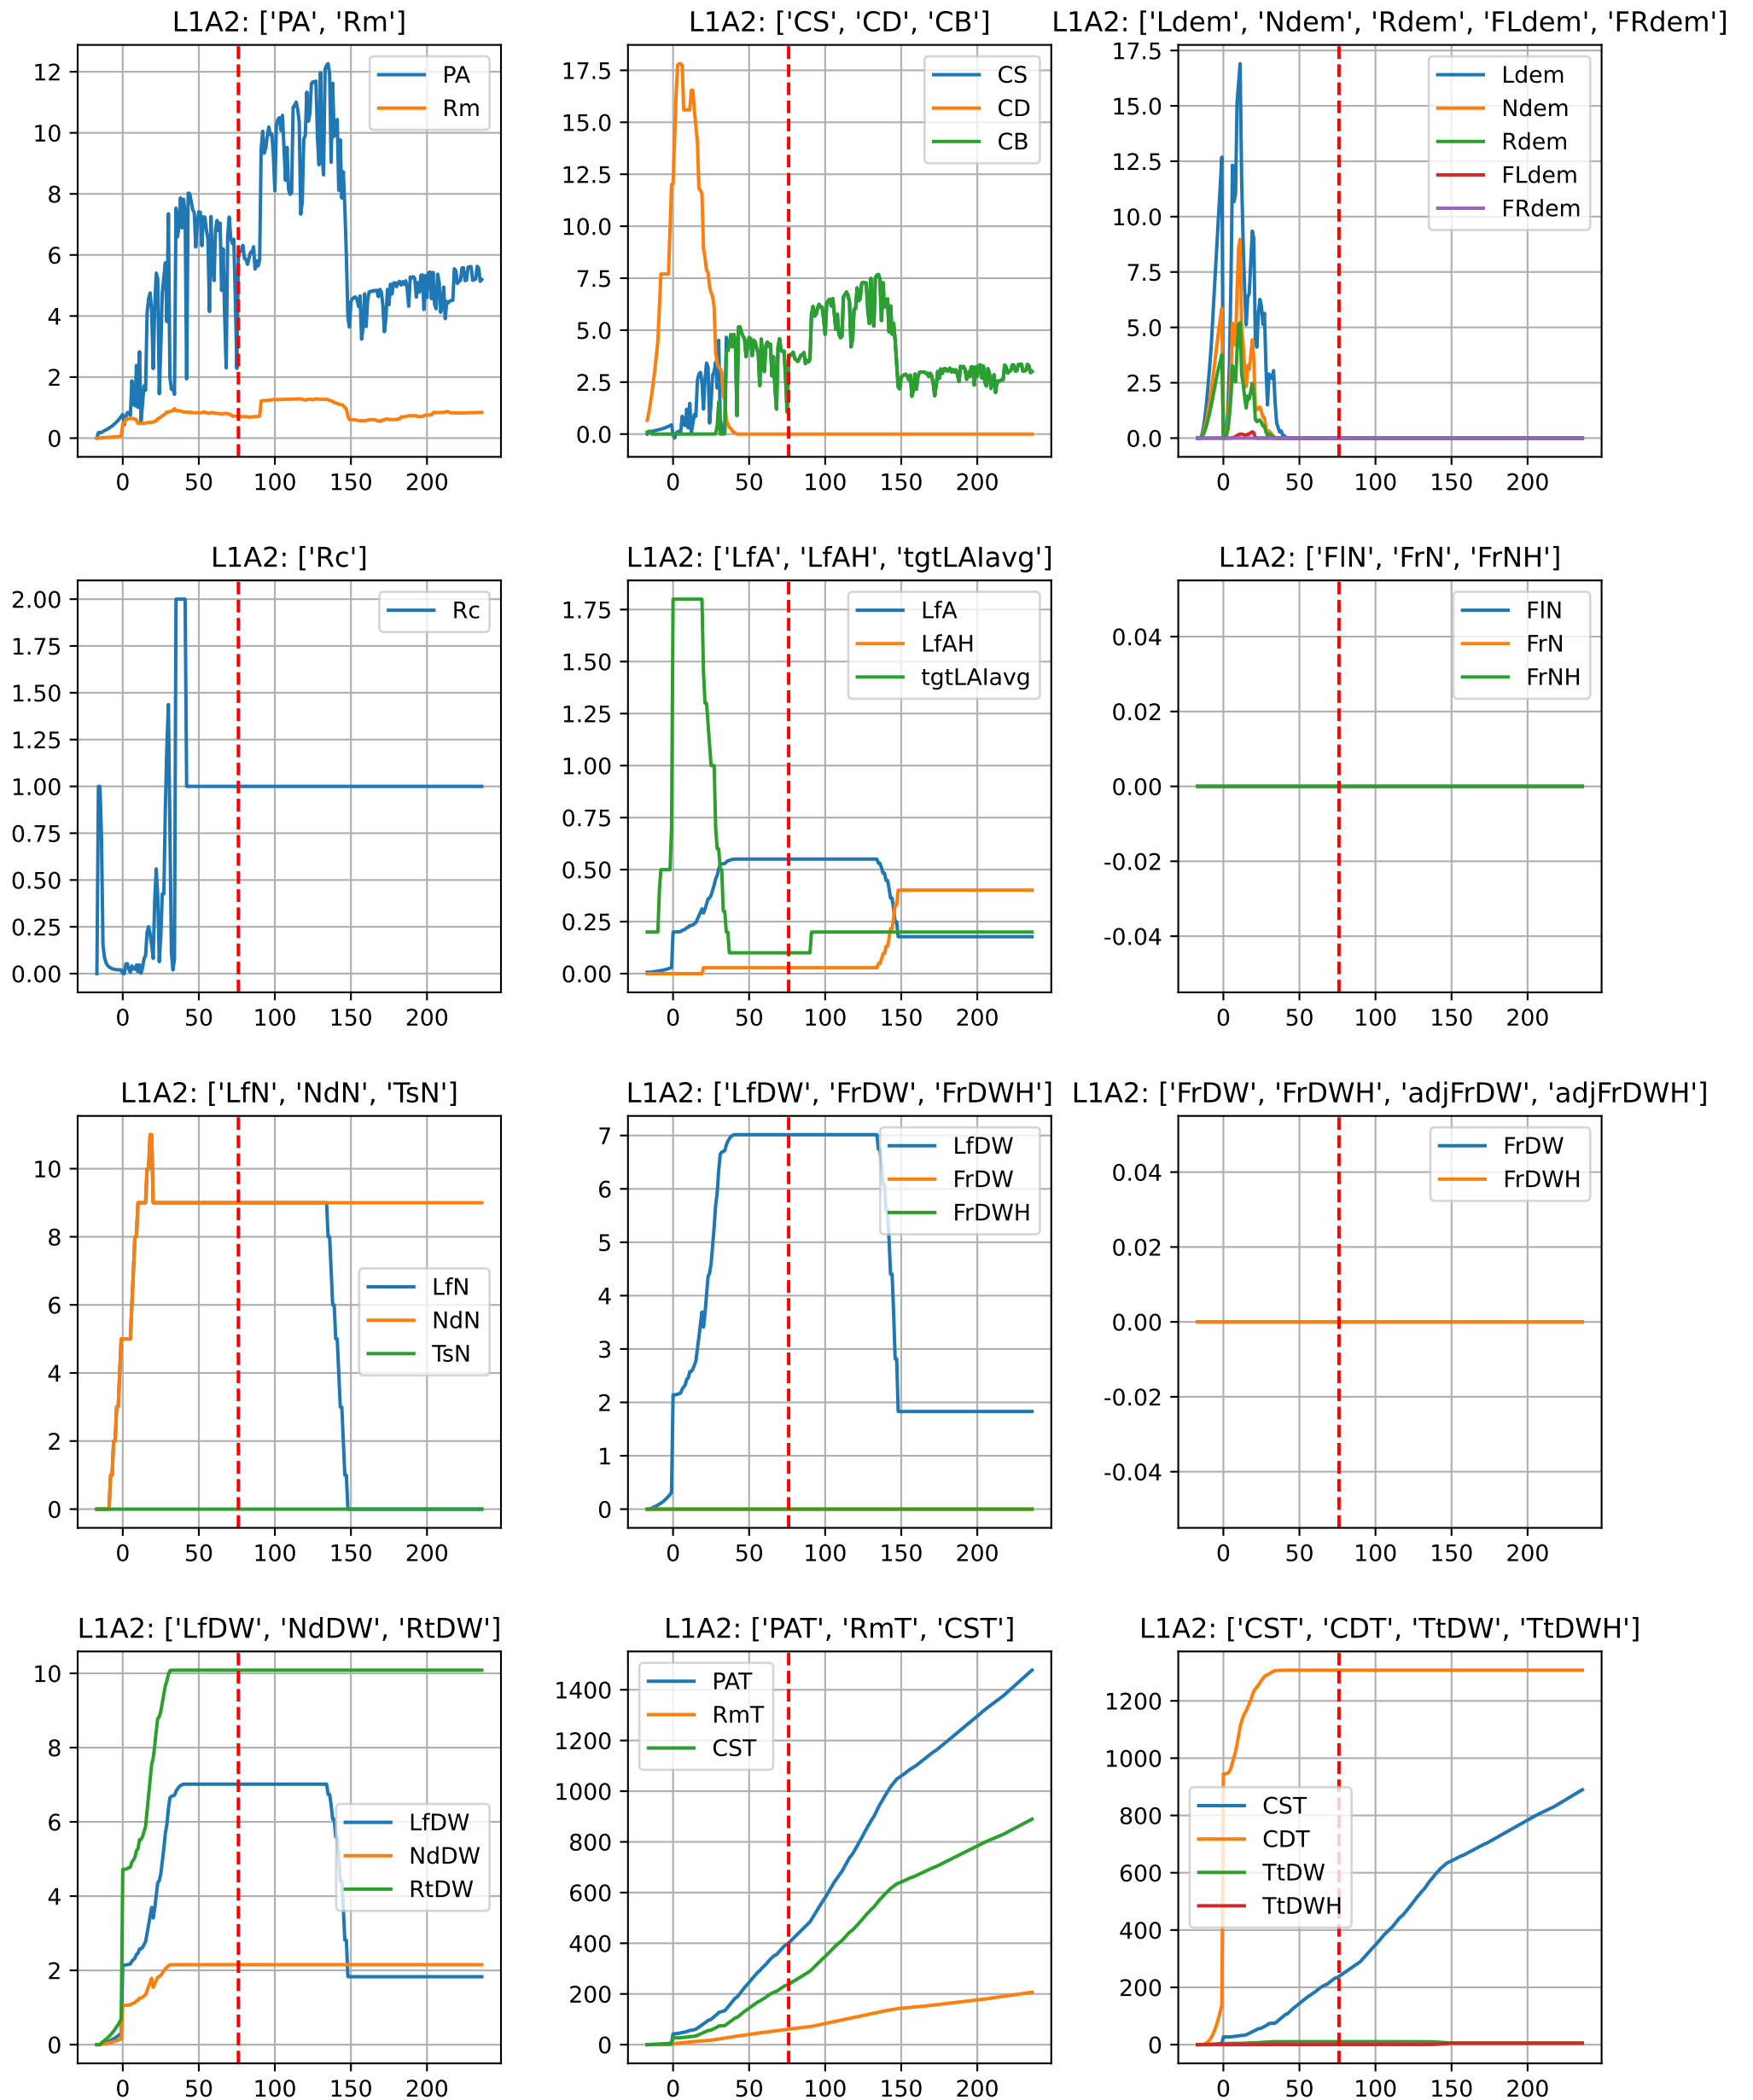 L1A2: ['PA', 'Rm']
12
10
8
6
4
2
0
0 50 100 150 200
PA
Rm
L1A2: ['CS', 'CD', 'CB']
17.5
15.0
12.5
10.0
7.5
5.0
2.5
0.0
0 50 100 150 200
CS
CD
CB
L1A2: ['Ldem', 'Ndem', 'Rdem', 'FLdem', 'FRdem']
17.5
15.0
12.5
10.0
7.5
5.0
2.5
0.0
0 50 100 150 200
Ldem
Ndem
Rdem
FLdem
FRdem
L1A2: ['Rc']
2.00
1.75
1.50
1.25
1.00
0.75
0.50
0.25
0.00
0 50 100 150 200
Rc
L1A2: ['LfA', 'LfAH', 'tgtLAIavg']
1.75
1.50
1.25
1.00
0.75
0.50
0.25
0.00
0 50 100 150 200
LfA
LfAH
tgtLAIavg
L1A2: ['FlN', 'FrN', 'FrNH']
0.04
0.02
0.00
-0.02
-0.04
0 50 100 150 200
FlN
FrN
FrNH
L1A2: ['LfN', 'NdN', 'TsN']
10
8
6
4
2
0
0 50 100 150 200
LfN
NdN
TsN
L1A2: ['LfDW', 'FrDW', 'FrDWH']
7
6
5
4
3
2
1
0
0 50 100 150 200
LfDW
FrDW
FrDWH
L1A2: ['FrDW', 'FrDWH', 'adjFrDW', 'adjFrDWH']
0.04
0.02
0.00
-0.02
-0.04
0 50 100 150 200
FrDW
FrDWH
L1A2: ['LfDW', 'NdDW', 'RtDW']
10
8
6
4
2
0
0 50 100 150 200
LfDW
NdDW
RtDW
L1A2: ['PAT', 'RmT', 'CST']
1400
1200
1000
800
600
400
200
0
0 50 100 150 200
PAT
RmT
CST
L1A2: ['CST', 'CDT', 'TtDW', 'TtDWH']
1200
1000
800
600
400
200
0
0 50 100 150 200
CST
CDT
TtDW
TtDWH